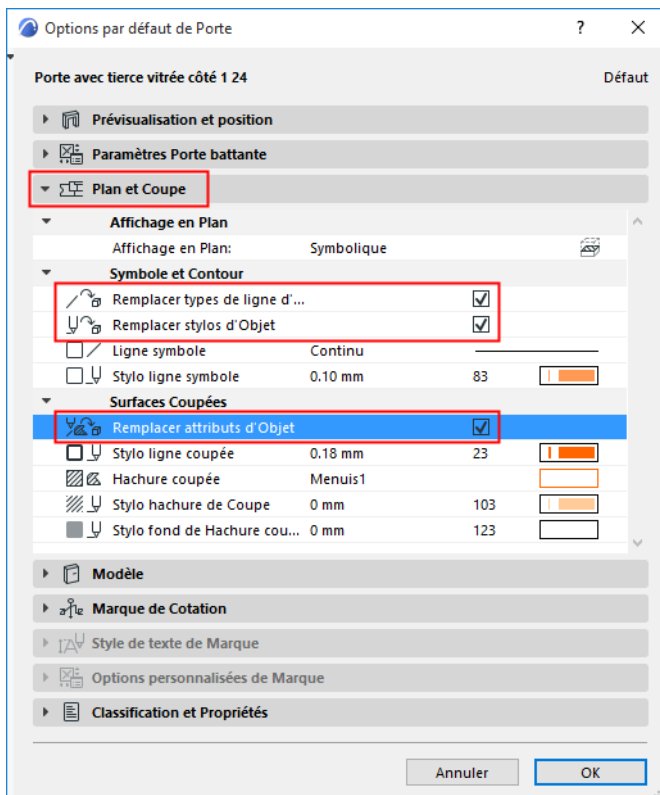 Options par défaut de Porte ?
Porte avec tierce vitrée côté 1 24 Défaut
Prévisualisation et position
Paramètres Porte battante
Plan et Coupe
Affichage en Plan
Affichage en Plan: Symbolique
Symbole et Contour
Remplacer types de ligne d'...
Remplacer stylos d'Objet
Ligne symbole Continu
Stylo ligne symbole 0.10 mm 83
Surfaces Coupées
Remplacer attributs d'Objet
Stylo ligne coupée 0.18 mm 23
Hachure coupée Menuis1
Stylo hachure de Coupe 0 mm 103
Stylo fond de Hachure cou... 0 mm 123
Modèle
Marque de Cotation
Style de texte de Marque
Options personnalisées de Marque
Classification et Propriétés
Annuler OK